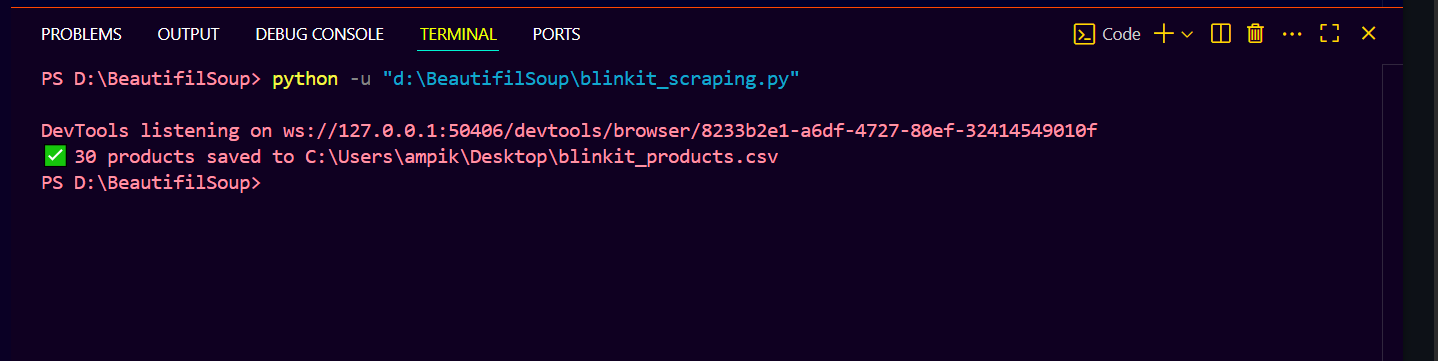 PROBLEMS OUTPUT DEBUG CONSOLE TERMINAL PORTS Code
PS D:\BeautifilSoup> python -u "d:\BeautifilSoup\blinkit_scraping.py"
DevTools listening on ws://127.0.0.1:50406/devtools/browser/8233b2e1-a6df-4727-80ef-32414549010f
✅ 30 products saved to C:\Users\ampik\Desktop\blinkit_products.csv
PS D:\BeautifilSoup>